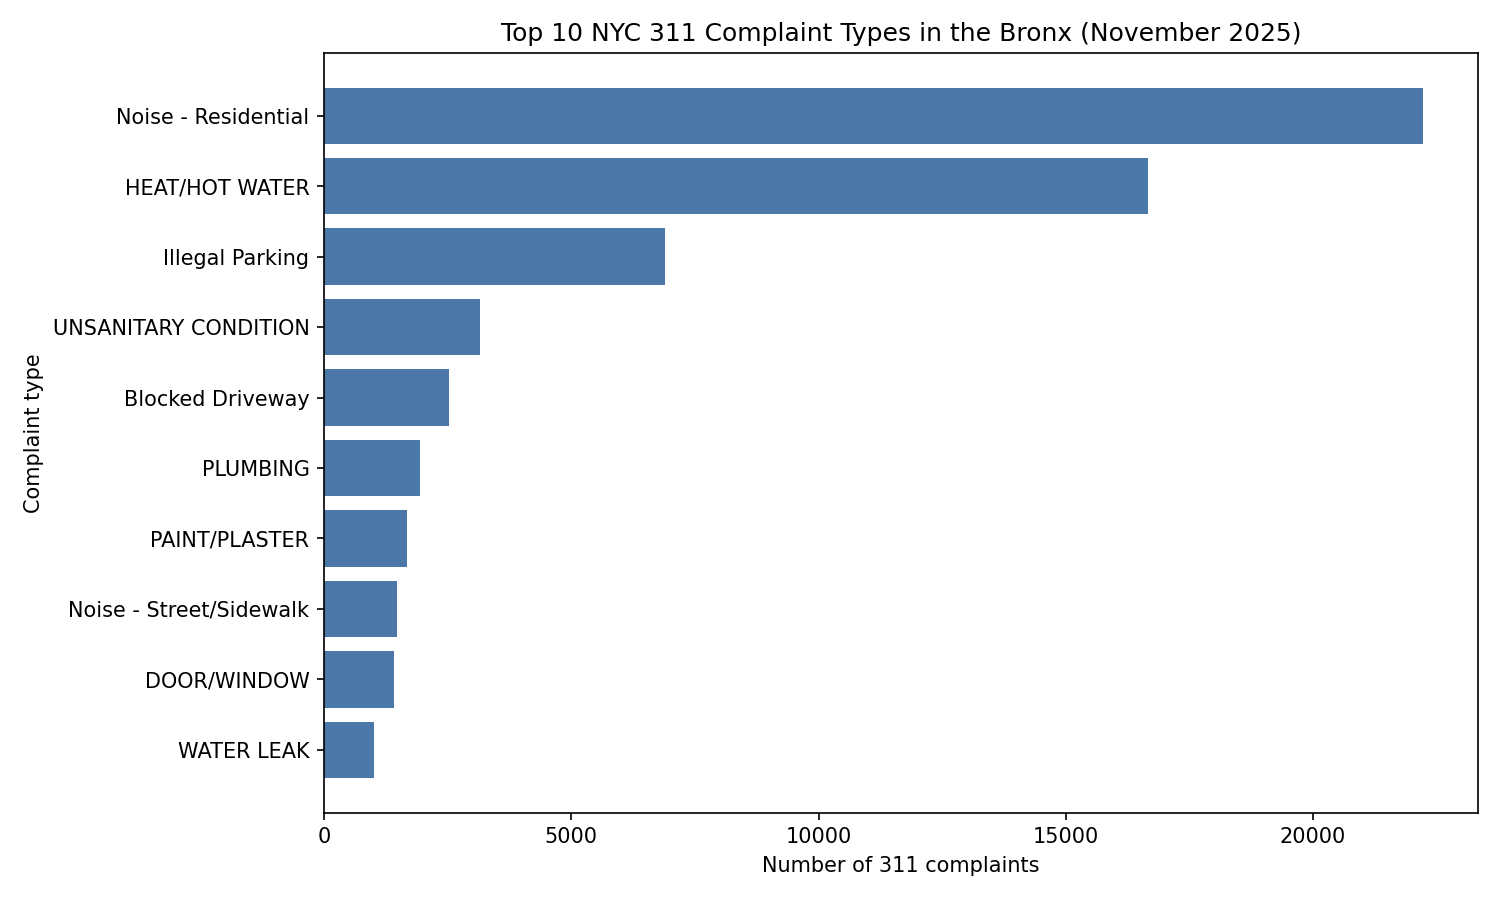 Top 10 NYC 311 Complaint Types in the Bronx (November 2025)
Complaint type
Noise - Residential
HEAT/HOT WATER
Illegal Parking
UNSANITARY CONDITION
Blocked Driveway
PLUMBING
PAINT/PLASTER
Noise - Street/Sidewalk
DOOR/WINDOW
WATER LEAK
0 5000 10000 15000 20000
Number of 311 complaints